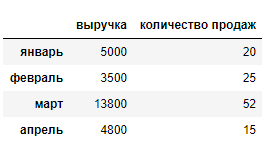 выручка количество продаж
январь 5000 20
февраль 3500 25
март 13800 52
апрель 4800 15